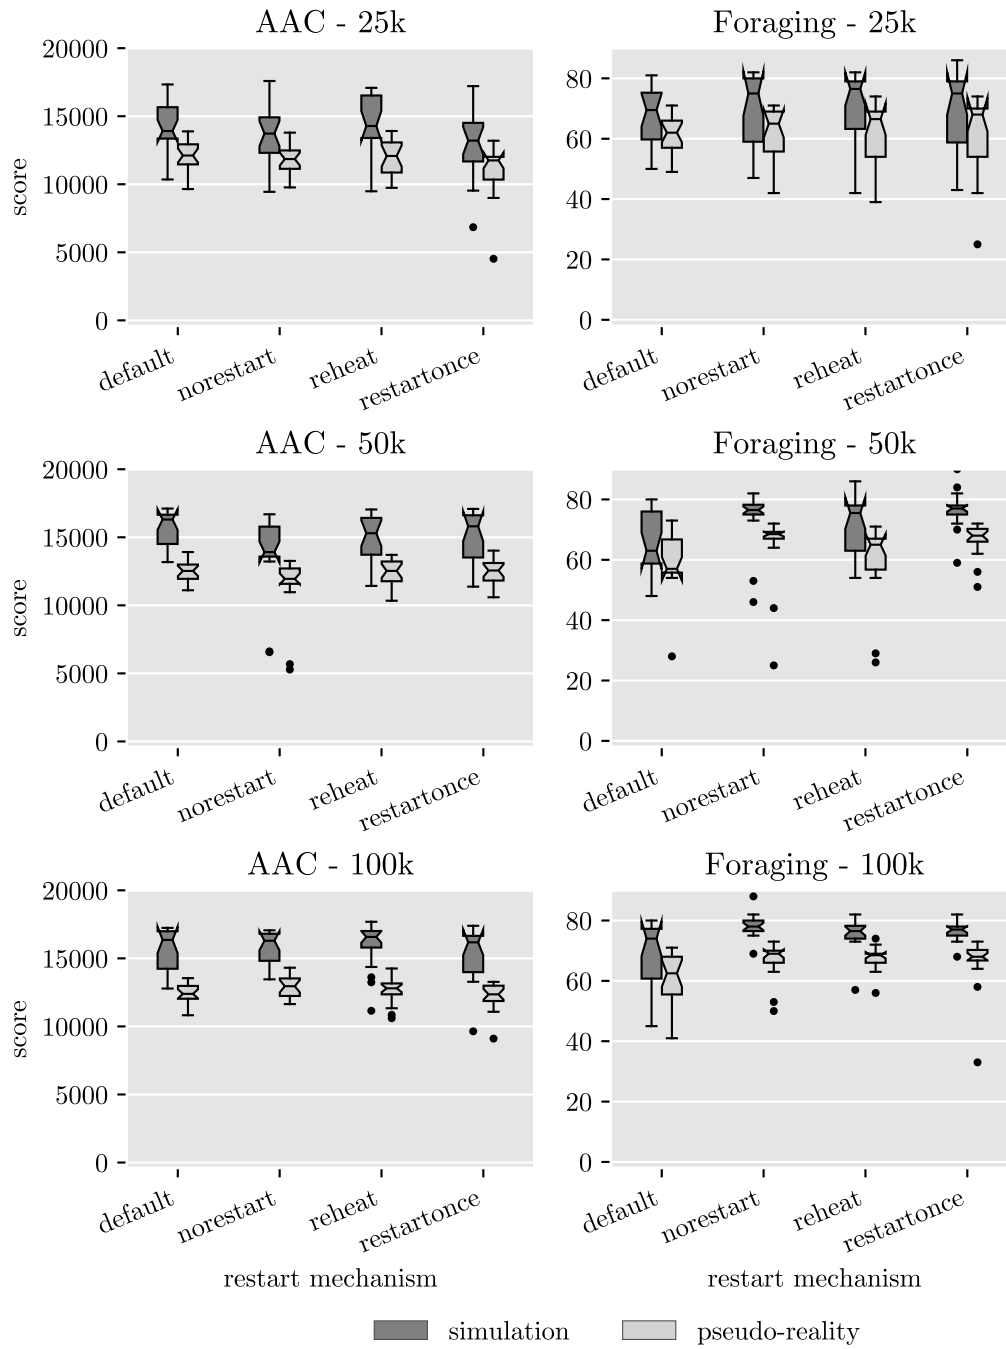 AAC - 25k
Foraging - 25k
20000
15000
10000
5000
0
score
80
60
40
20
0
default
norestart
reheat
restartonce
default
norestart
reheat
restartonce
AAC - 50k
Foraging - 50k
20000
15000
10000
5000
0
score
80
60
40
20
0
default
norestart
reheat
restartonce
default
norestart
reheat
restartonce
AAC - 100k
Foraging - 100k
20000
15000
10000
5000
0
score
80
60
40
20
0
default
norestart
reheat
restartonce
default
norestart
reheat
restartonce
restart mechanism
restart mechanism
simulation
pseudo-reality